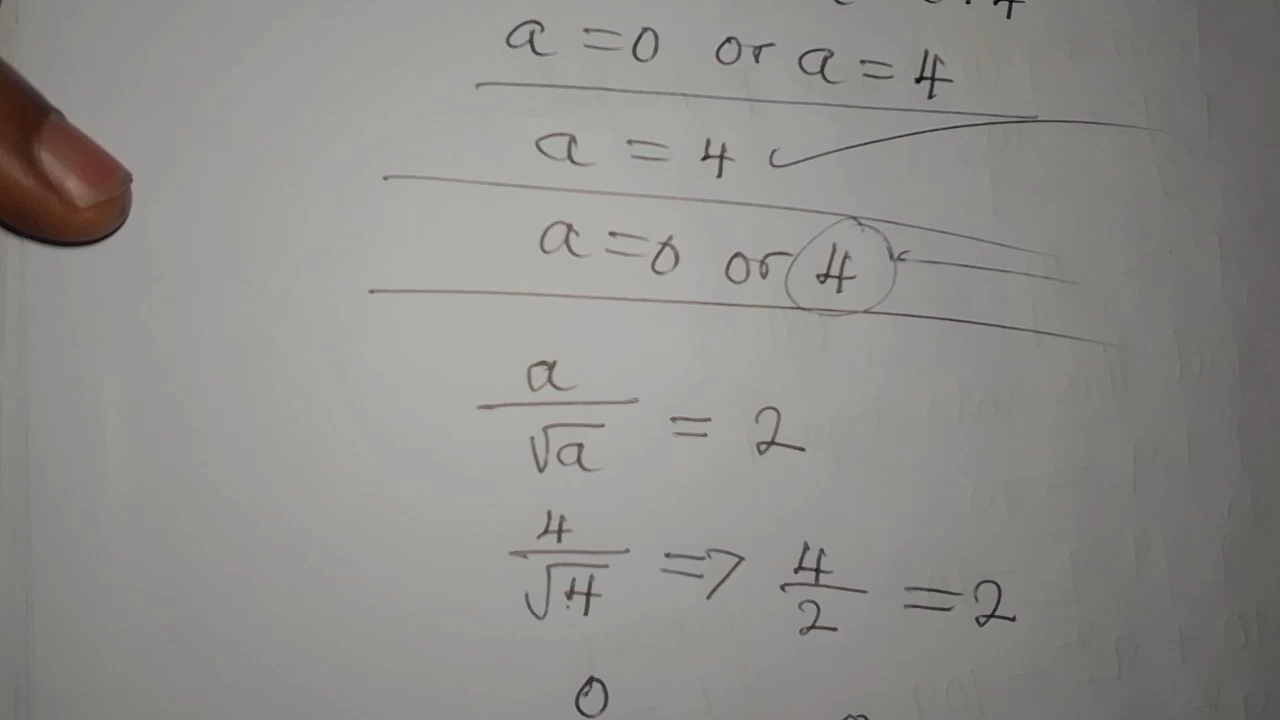 a = 0 or a = 4
a = 4 ✓
a = 0 or 4
a/√a = 2
4/√4 => 4/2 = 2
0